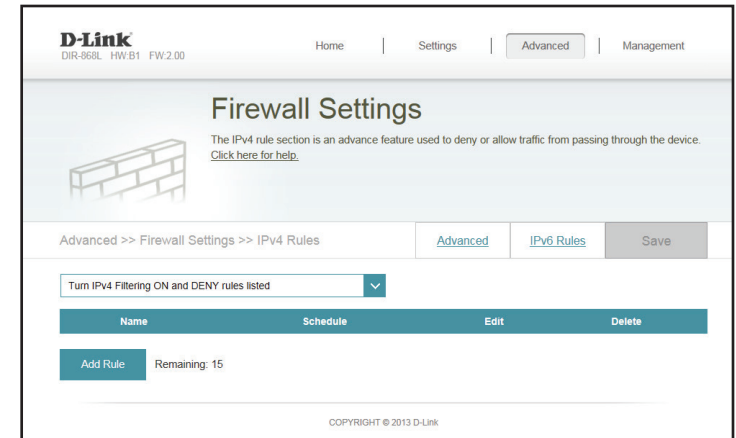 D-Link
DIR-868L HW:B1 FW:2.00
Home | Settings | Advanced | Management
Firewall Settings
The IPv4 rule section is an advance feature used to deny or allow traffic from passing through the device.
Click here for help.
Advanced >> Firewall Settings >> IPv4 Rules
Advanced
IPv6 Rules
Save
Turn IPv4 Filtering ON and DENY rules listed
Name Schedule Edit Delete
Add Rule Remaining: 15
COPYRIGHT © 2013 D-Link